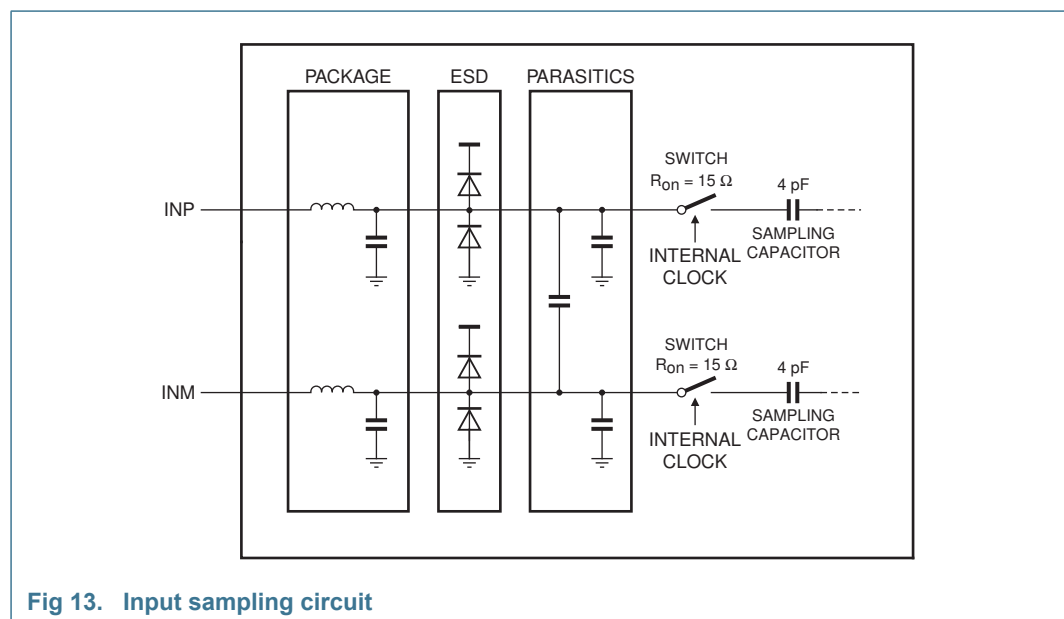 PACKAGE
ESD
PARASITICS
SWITCH
Ron = 15 Ω
4 pF
INP
SAMPLING
CAPACITOR
INTERNAL
CLOCK
SWITCH
Ron = 15 Ω
4 pF
INM
SAMPLING
CAPACITOR
INTERNAL
CLOCK
Fig 13. Input sampling circuit